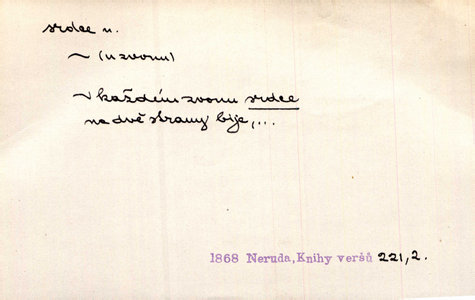 srdce n.
~ (u zvonu)
v každém zvonu srdce
na dvě strany bije,...
1868 Neruda,Knihy veršů 221,2.